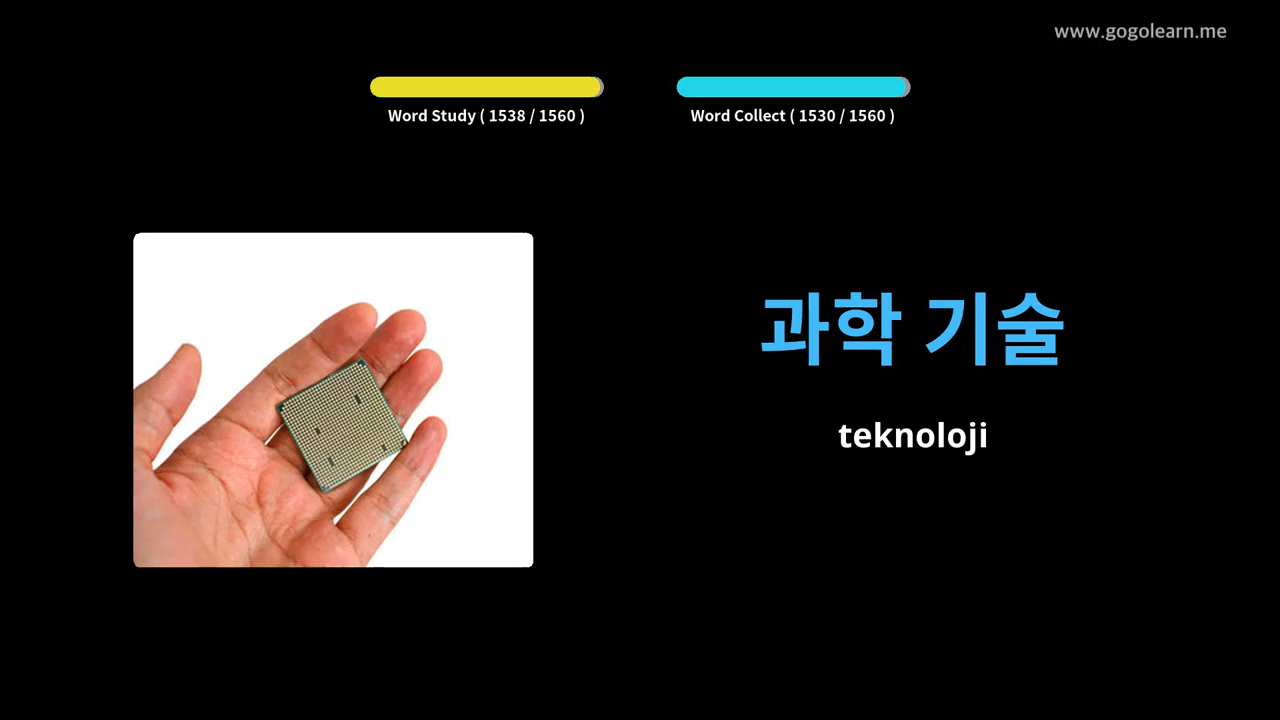 www.gogolearn.me
Word Study ( 1538 / 1560 )
Word Collect ( 1530 / 1560 )
과학 기술
teknoloji